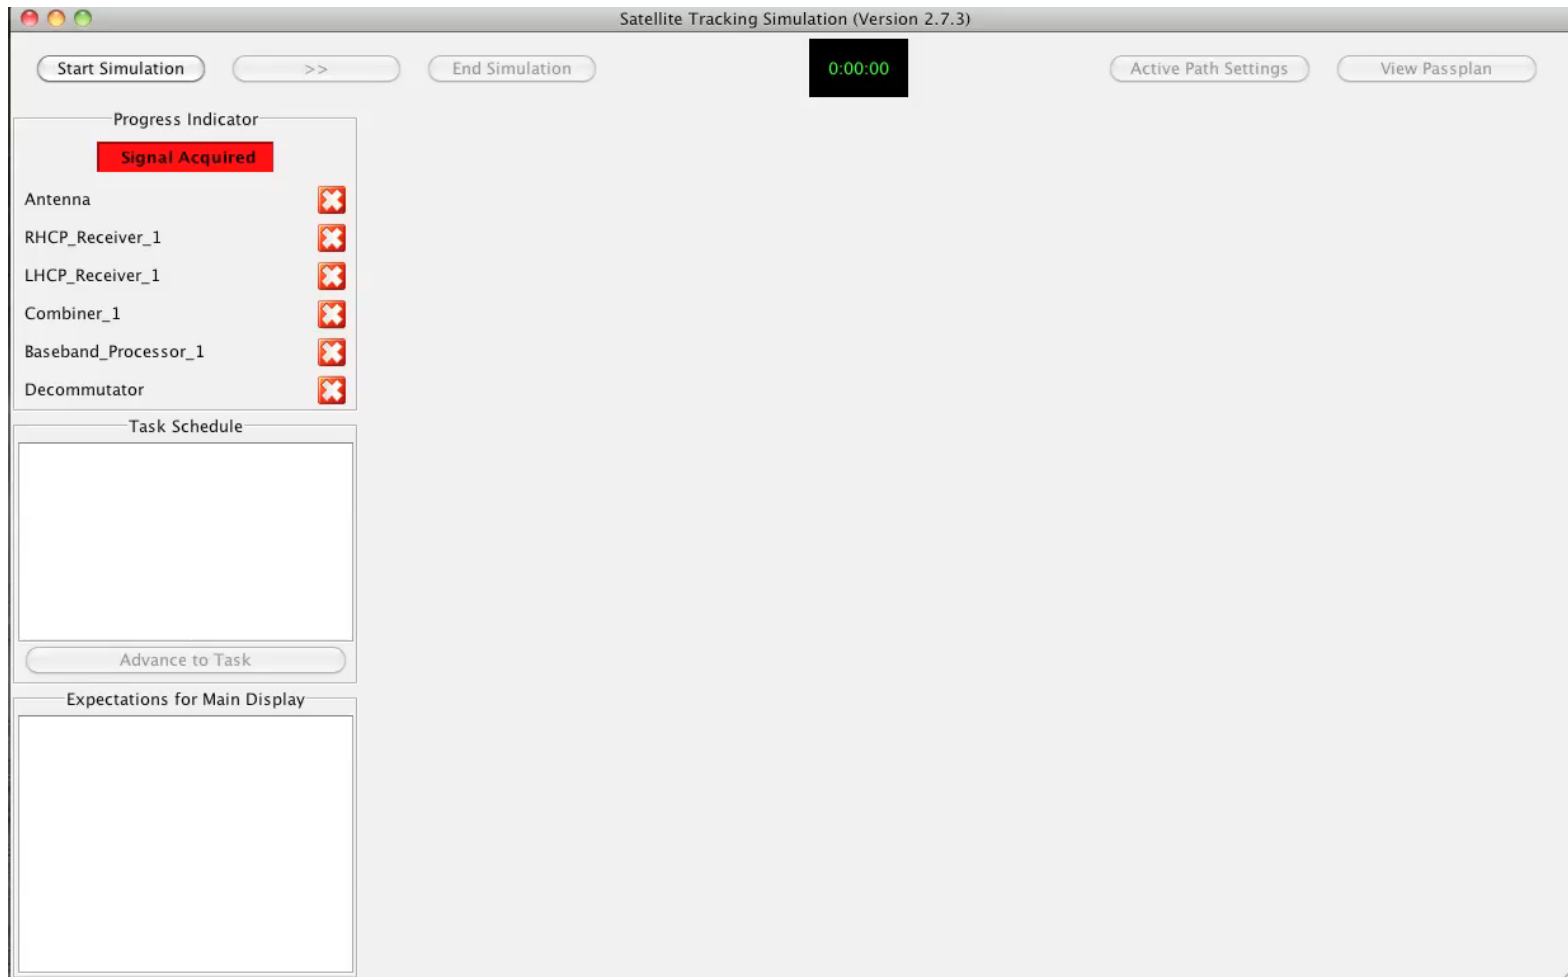 Satellite Tracking Simulation (Version 2.7.3)
Start Simulation
>>
End Simulation
0:00:00
Active Path Settings
View Passplan
Progress Indicator
Signal Acquired
Antenna
RHCP_Receiver_1
LHCP_Receiver_1
Combiner_1
Baseband_Processor_1
Decommutator
Task Schedule
Advance to Task
Expectations for Main Display